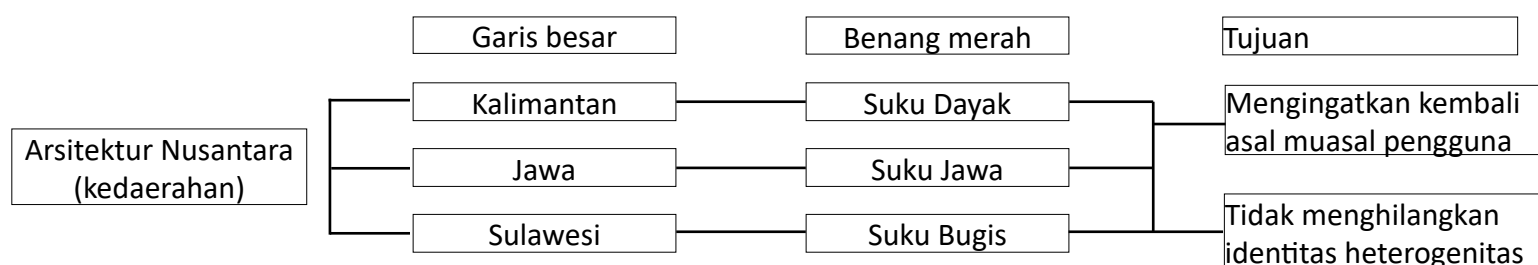 Garis besar
Benang merah
Tujuan
Arsitektur Nusantara
(kedaerahan)
Kalimantan
Suku Dayak
Mengingatkan kembali
asal muasal pengguna
Jawa
Suku Jawa
Sulawesi
Suku Bugis
Tidak menghilangkan
identitas heterogenitas